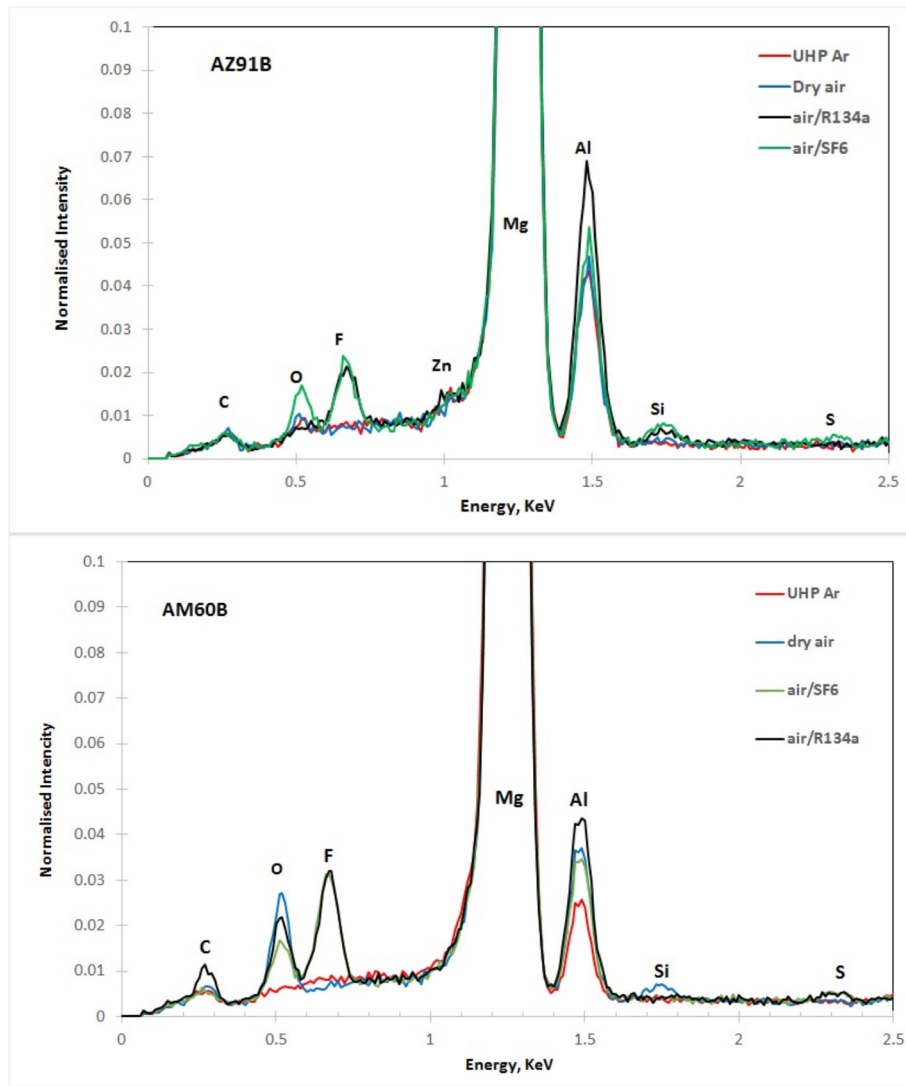 0.1
AZ91B
UHP Ar
0.09
Dry air
0.08
air/R134a
air/SF6
0.07
Al
0.06
Normalised Intensity
0.05
Mg
0.04
0.03
F
O
Zn
0.02
C
Si
S
0.01
0
0 0.5 1 1.5 2 2.5
Energy, KeV
0.1
AM60B
UHP Ar
0.09
dry air
0.08
air/SF6
0.07
air/R134a
0.06
Normalised Intencity
0.05
Mg
Al
0.04
F
O
0.03
0.02
C
Si
S
0.01
0
0 0.5 1 1.5 2 2.5
Energy, KeV